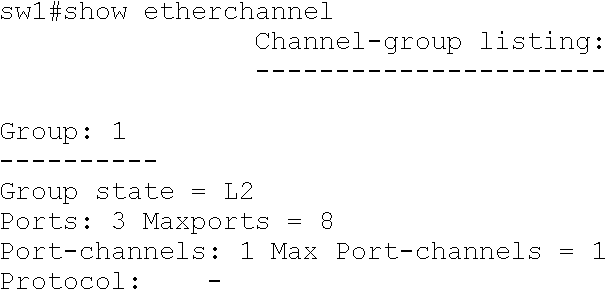 sw1#show etherchannel
Channel-group listing:
----------------------
Group: 1
----------
Group state = L2
Ports: 3 Maxports = 8
Port-channels: 1 Max Port-channels = 1
Protocol:    -